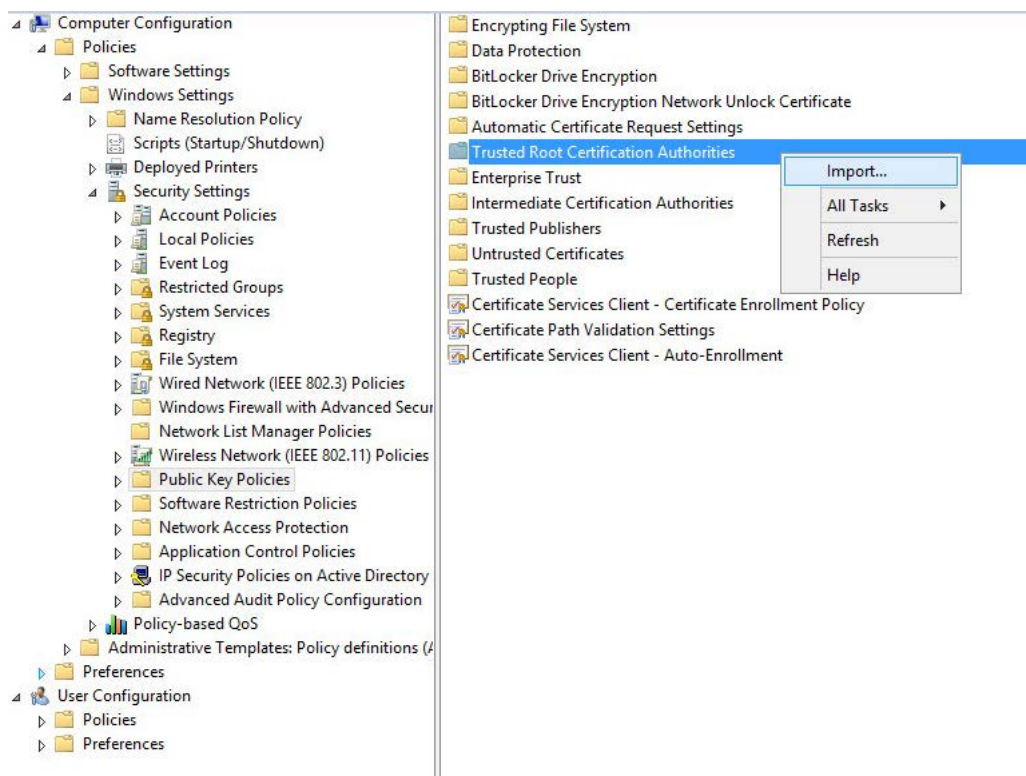 Computer Configuration
Policies
Software Settings
Windows Settings
Name Resolution Policy
Scripts (Startup/Shutdown)
Deployed Printers
Security Settings
Account Policies
Local Policies
Event Log
Restricted Groups
System Services
Registry
File System
Wired Network (IEEE 802.3) Policies
Windows Firewall with Advanced Secur
Network List Manager Policies
Wireless Network (IEEE 802.11) Policies
Public Key Policies
Software Restriction Policies
Network Access Protection
Application Control Policies
IP Security Policies on Active Directory
Advanced Audit Policy Configuration
Policy-based QoS
Administrative Templates: Policy definitions (A
Preferences
User Configuration
Policies
Preferences
Encrypting File System
Data Protection
BitLocker Drive Encryption
BitLocker Drive Encryption Network Unlock Certificate
Automatic Certificate Request Settings
Trusted Root Certification Authorities
Enterprise Trust
Intermediate Certification Authorities
Trusted Publishers
Untrusted Certificates
Trusted People
Certificate Services Client - Certificate Enrollment Policy
Certificate Path Validation Settings
Certificate Services Client - Auto-Enrollment
Import...
All Tasks
Refresh
Help